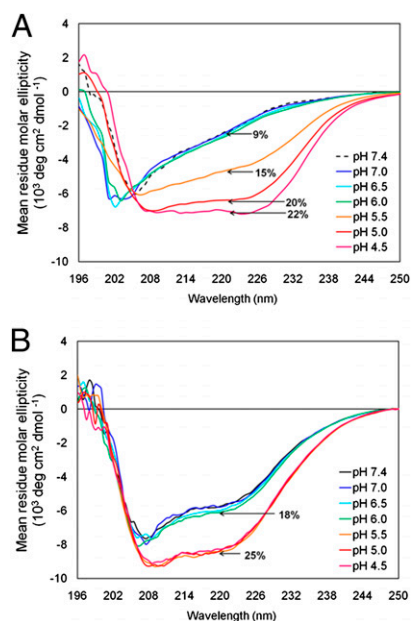 A
Mean residue molar ellipticity
(10³ deg cm² dmol ⁻¹)
4
2
0
-2
-4
-6
-8
-10
9%
15%
20%
22%
pH 7.4
pH 7.0
pH 6.5
pH 6.0
pH 5.5
pH 5.0
pH 4.5
196 202 208 214 220 226 232 238 244 250
Wavelength (nm)
B
Mean residue molar ellipticity
(10³ deg cm² dmol ⁻¹)
4
2
0
-2
-4
-6
-8
-10
18%
25%
pH 7.4
pH 7.0
pH 6.5
pH 6.0
pH 5.5
pH 5.0
pH 4.5
196 202 208 214 220 226 232 238 244 250
Wavelength (nm)